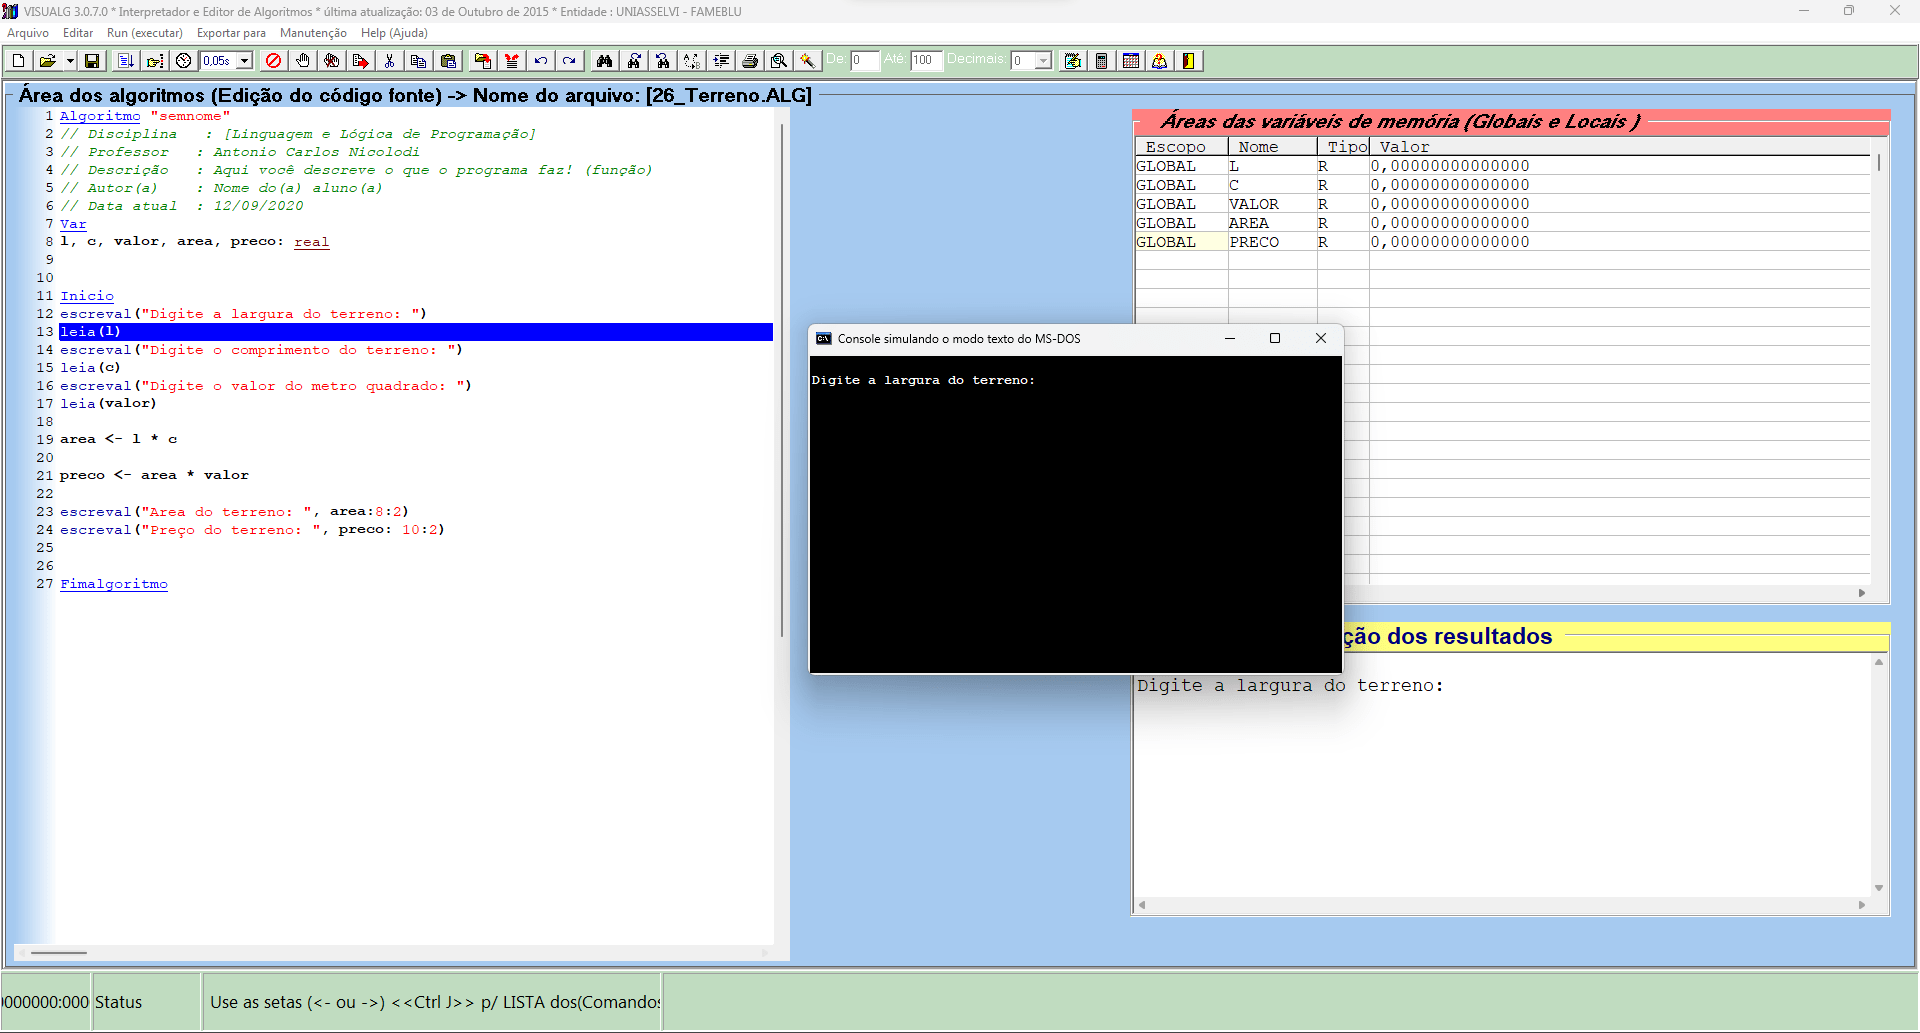 VISUALG 3.0.7.0 * Interpretador e Editor de Algoritmos * última atualização: 03 de Outubro de 2015 * Entidade : UNIASSELVI - FAMEBLU
Arquivo Editar Run (executar) Exportar para Manutenção Help (Ajuda)
0,05s De: 0 Até: 100 Decimais: 0
Área dos algoritmos (Edição do código fonte) -> Nome do arquivo: [26_Terreno.ALG]
1 Algoritmo "semnome"
2 // Disciplina : [Linguagem e Lógica de Programação]
3 // Professor : Antonio Carlos Nicolodi
4 // Descrição : Aqui você descreve o que o programa faz! (função)
5 // Autor(a) : Nome do(a) aluno(a)
6 // Data atual : 12/09/2020
7 Var
8 l, c, valor, area, preco: real
9
10
11 Inicio
12 escreval("Digite a largura do terreno: ")
13 leia(l)
14 escreval("Digite o comprimento do terreno: ")
15 leia(c)
16 escreval("Digite o valor do metro quadrado: ")
17 leia(valor)
18
19 area <- l * c
20
21 preco <- area * valor
22
23 escreval("Area do terreno: ", area:8:2)
24 escreval("Preço do terreno: ", preco: 10:2)
25
26
27 Fimalgoritmo
Áreas das variáveis de memória (Globais e Locais )
Escopo Nome Tipo Valor
GLOBAL L R 0,00000000000000
GLOBAL C R 0,00000000000000
GLOBAL VALOR R 0,00000000000000
GLOBAL AREA R 0,00000000000000
GLOBAL PRECO R 0,00000000000000
Console simulando o modo texto do MS-DOS
Digite a largura do terreno:
ção dos resultados
Digite a largura do terreno:
0000000:000 Status Use as setas (<- ou ->) <<Ctrl J>> p/ LISTA dos(Comandos